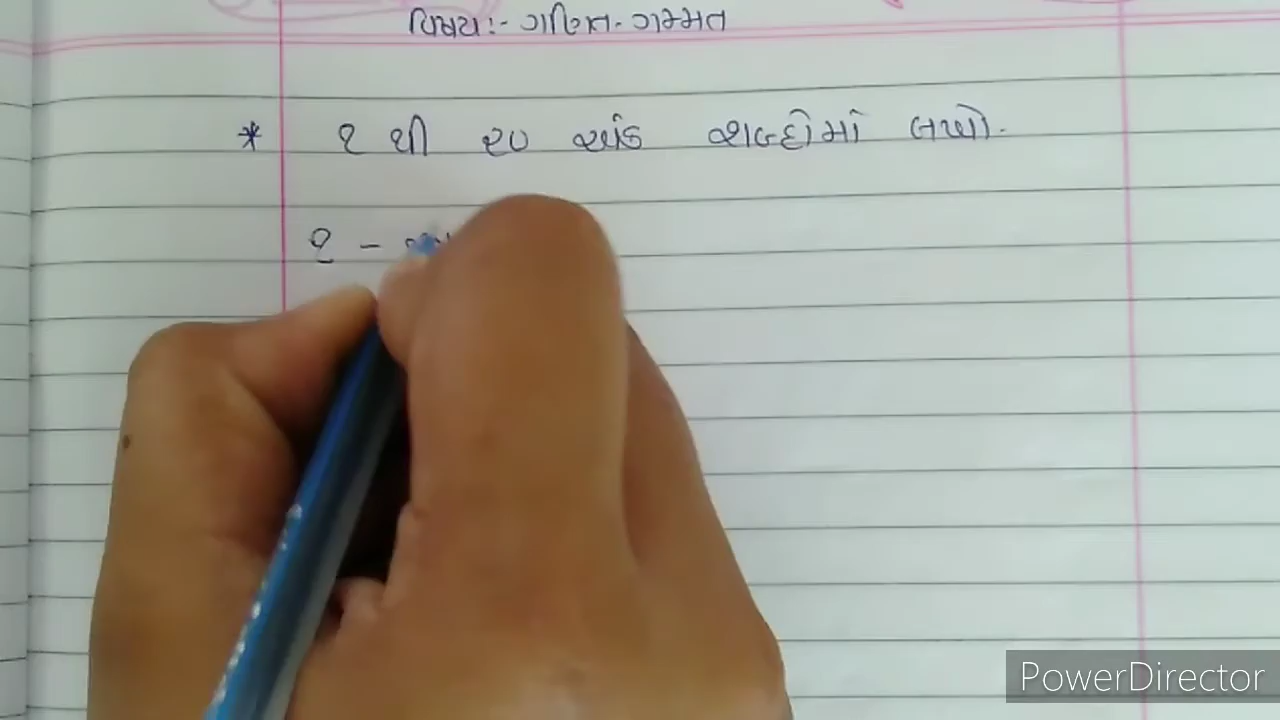 વિષય:- ગણિત-ગમ્મત
* ૧ થી ૨૦ અંક શબ્દોમાં લખો.
૧ -
PowerDirector